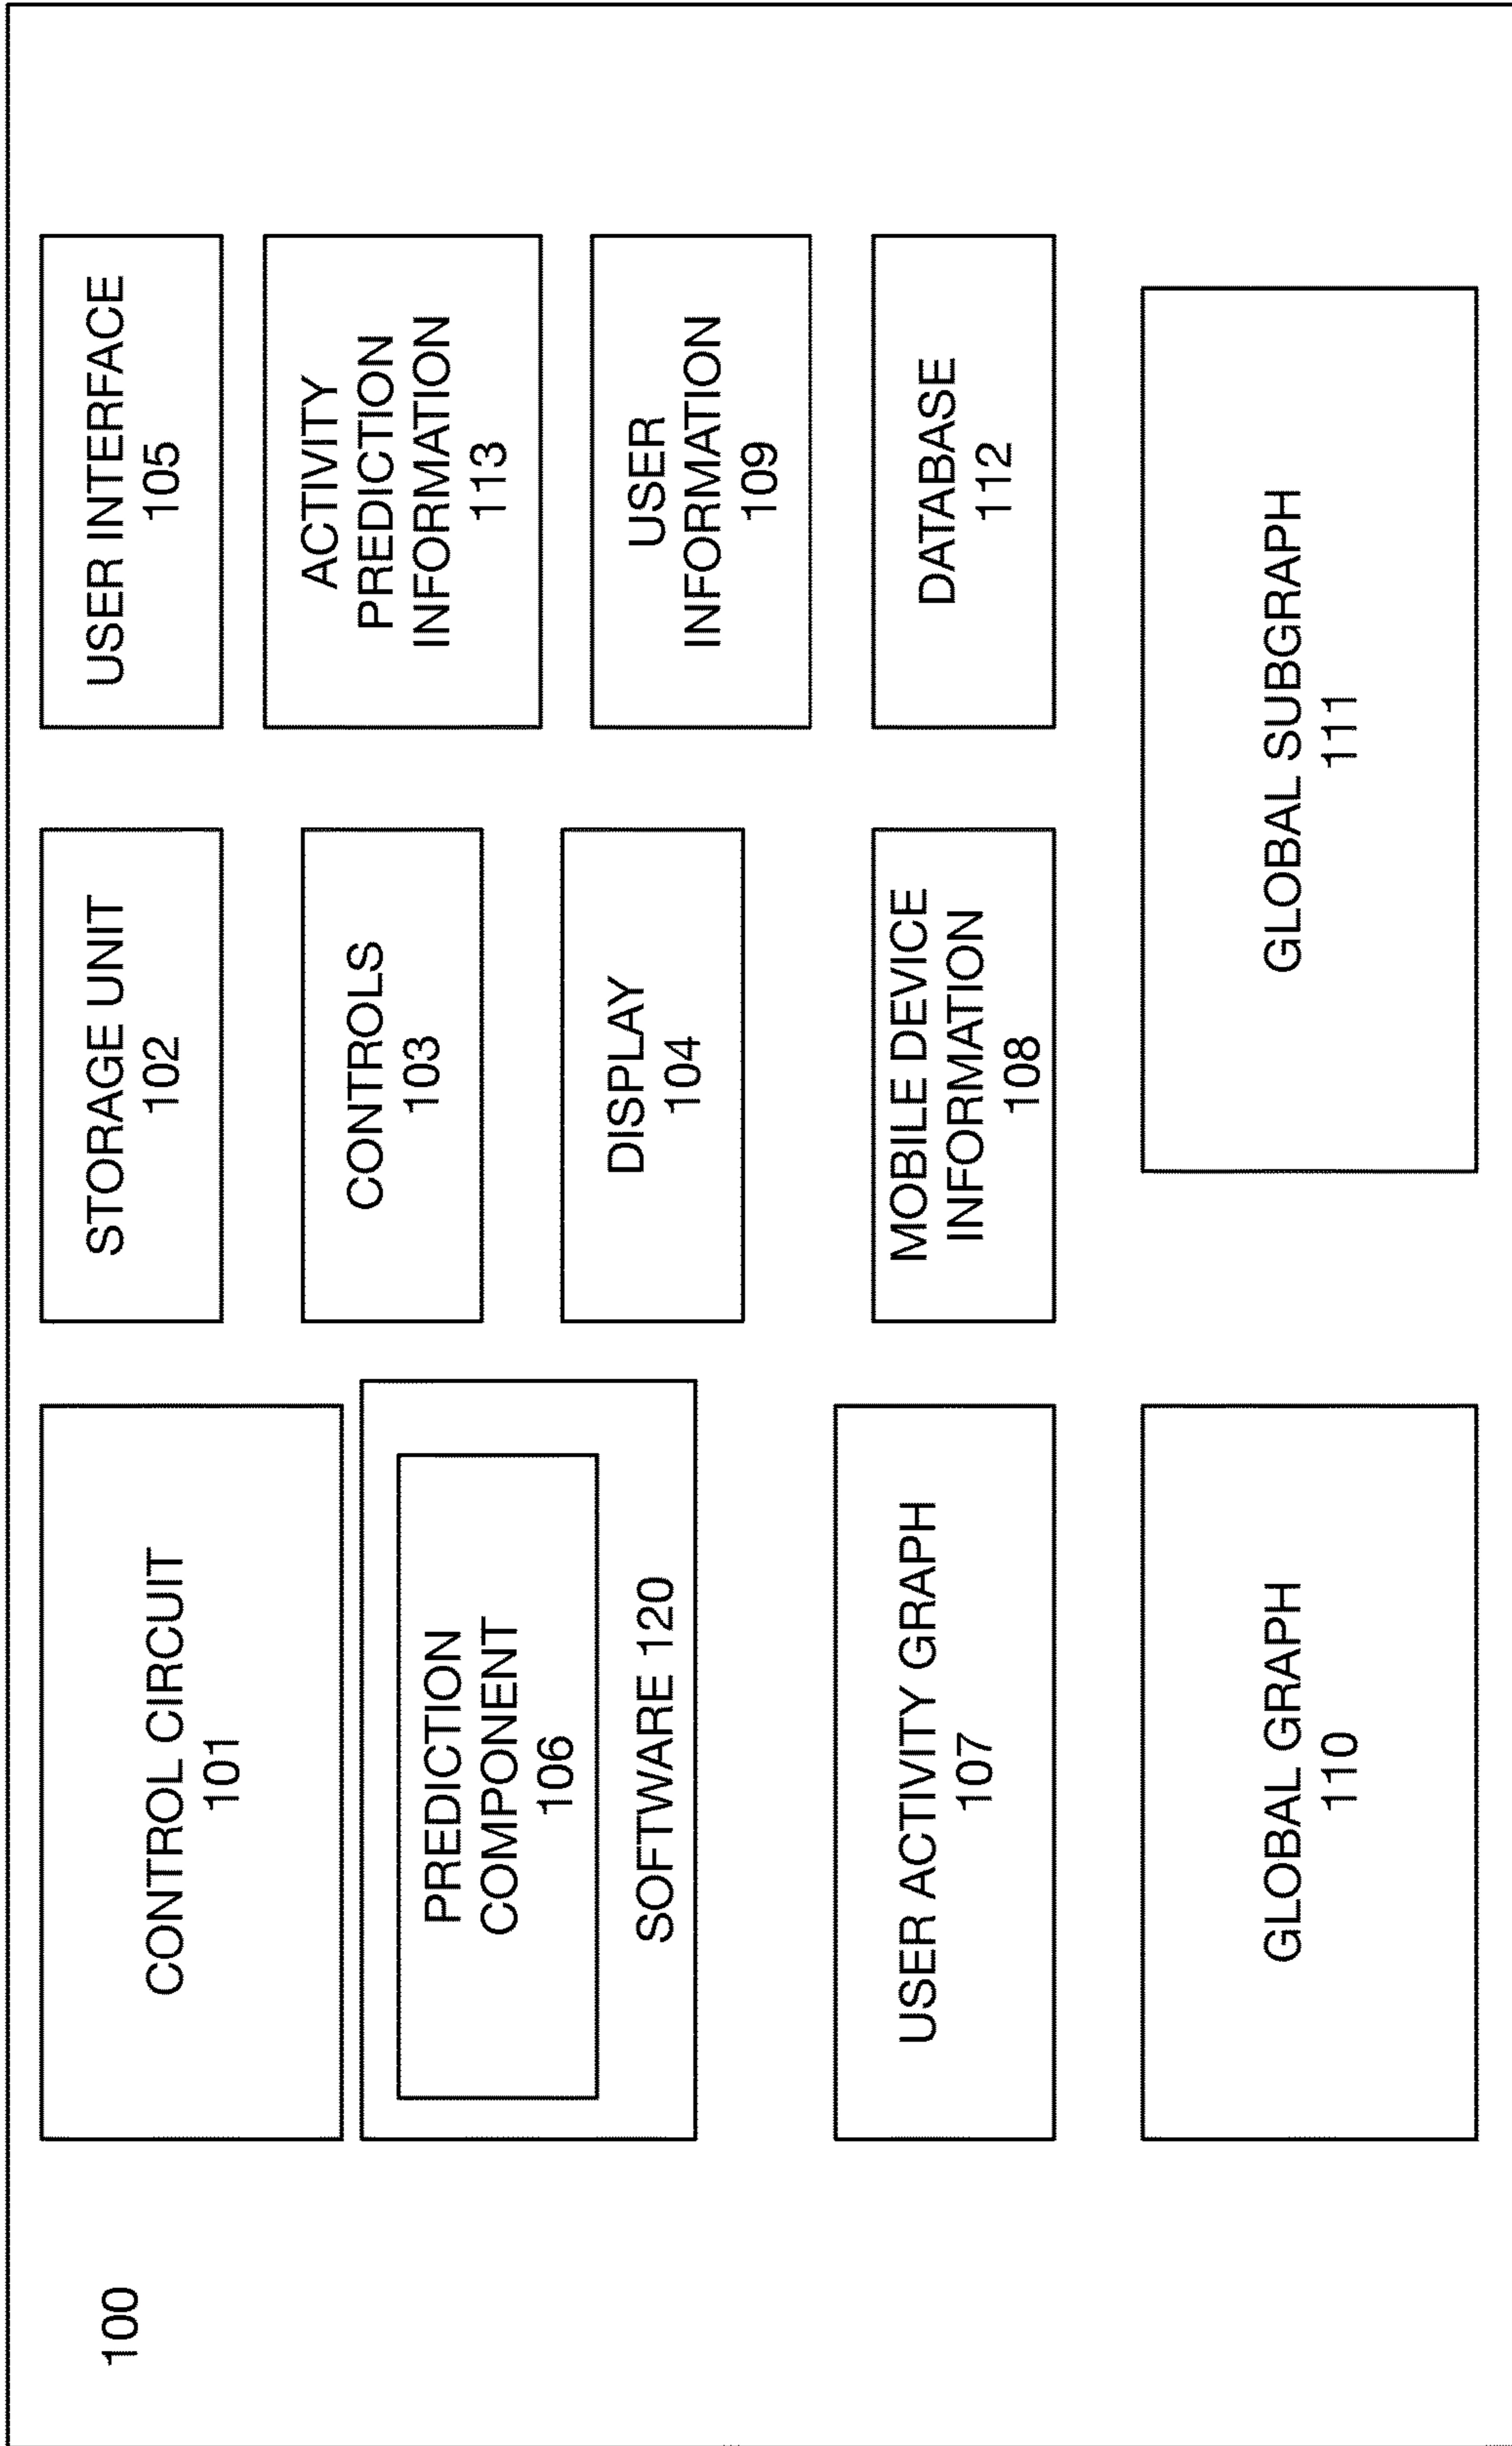 100
CONTROL CIRCUIT
101
STORAGE UNIT
102
USER INTERFACE
105
PREDICTION
COMPONENT
106
SOFTWARE 120
CONTROLS
103
ACTIVITY
PREDICTION
INFORMATION
113
DISPLAY
104
USER
INFORMATION
109
USER ACTIVITY GRAPH
107
MOBILE DEVICE
INFORMATION
108
DATABASE
112
GLOBAL GRAPH
110
GLOBAL SUBGRAPH
111